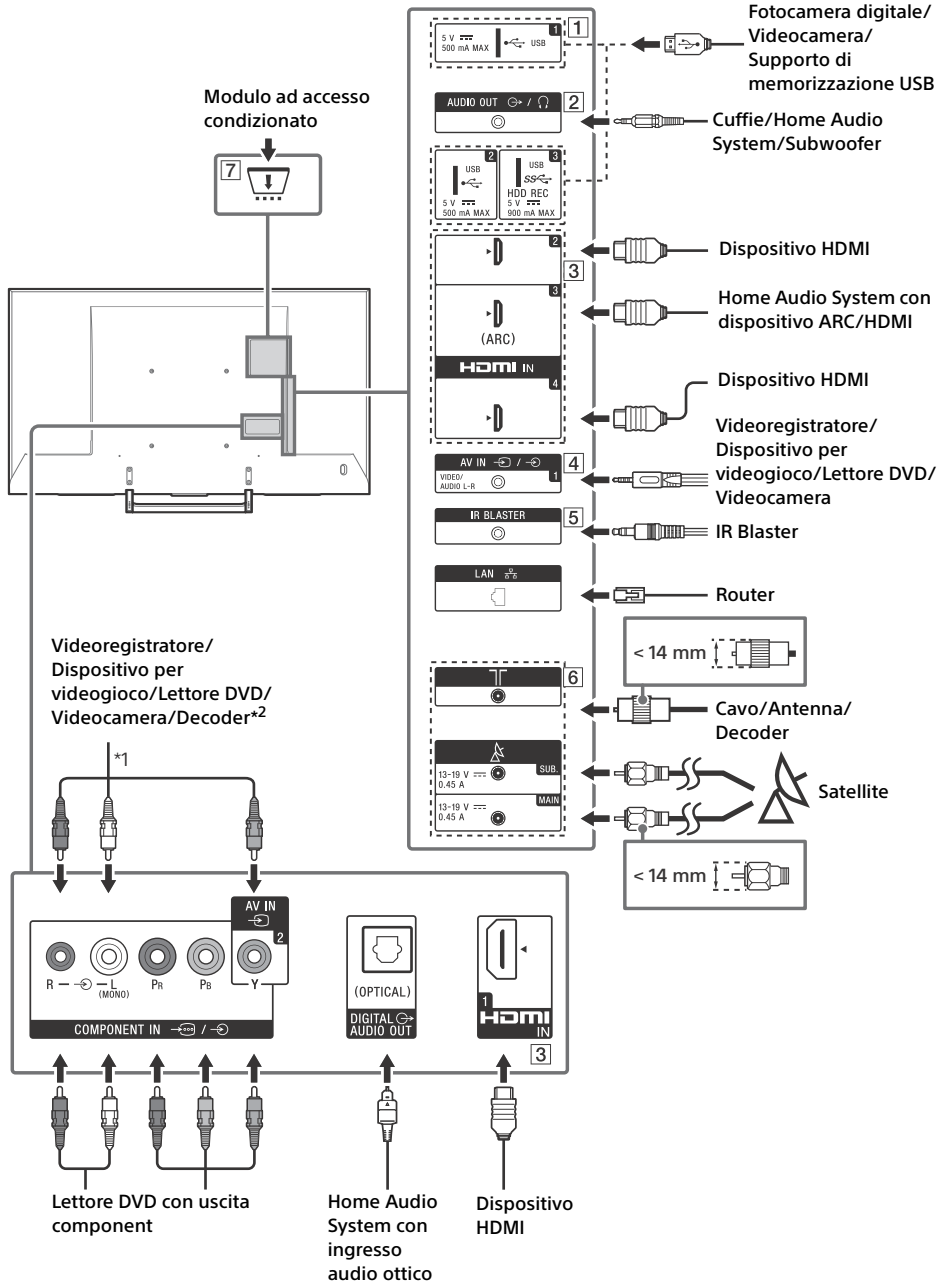 Fotocamera digitale/
Videocamera/
Supporto di
memorizzazione USB
1
5 V
500 mA MAX
USB
1
Modulo ad accesso
condizionato
7
AUDIO OUT /
2
Cuffie/Home Audio
System/Subwoofer
2
USB
5 V
500 mA MAX
3
USB
SS
HDD REC
5 V
900 mA MAX
2
Dispositivo HDMI
3
3
(ARC)
Home Audio System con
dispositivo ARC/HDMI
HDMI IN
4
Dispositivo HDMI
AV IN /
VIDEO/
AUDIO L-R
1
4
Videoregistratore/
Dispositivo per
videogioco/Lettore DVD/
Videocamera
IR BLASTER
5
IR Blaster
LAN
Router
< 14 mm
6
Cavo/Antenna/
Decoder
13-19 V
0.45 A
SUB.
13-19 V
0.45 A
MAIN
Satellite
< 14 mm
Videoregistratore/
Dispositivo per
videogioco/Lettore DVD/
Videocamera/Decoder*2
*1
AV IN
2
R L
(MONO)
PR
PB
Y
COMPONENT IN /
(OPTICAL)
DIGITAL
AUDIO OUT
1
HDMI
IN
3
Lettore DVD con uscita
component
Home Audio
System con
ingresso
audio ottico
Dispositivo
HDMI